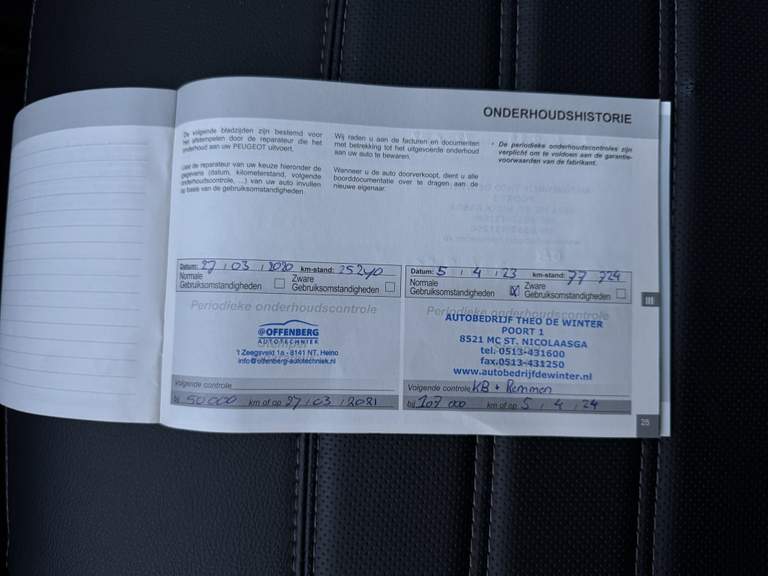 ONDERHOUDSHISTORIE
De volgende bladzijden zijn bestemd voor
het afstempelen door de reparateur die het
onderhoud aan uw PEUGEOT uitvoert.
Laat de reparateur van uw keuze hieronder de
gegevens (datum, kilometerstand, volgende
onderhoudscontrole, ...) van uw auto invullen
op basis van de gebruiksomstandigheden.
Wij raden u aan de facturen en documenten
met betrekking tot het uitgevoerde onderhoud
aan uw auto te bewaren.
Wanneer u de auto doorverkoopt, dient u alle
boorddocumentatie over te dragen aan de
nieuwe eigenaar.
• De periodieke onderhoudscontroles zijn
verplicht om te voldoen aan de garantie-
voorwaarden van de fabrikant.
Datum: 27 / 03 / 2020 km-stand: 25240
Normale
Gebruiksomstandigheden
Zware
Gebruiksomstandigheden
Periodieke onderhoudscontrole
OFFENBERG
AUTOTECHNIEK
't Zeegsveld 1a - 8141 NT. Heino
info@offenberg-autotechniek.nl
Volgende controle
bij 50000 km of op 27 / 03 / 2021
Datum: 5 / 4 / 23 km-stand: 77 724
Normale
Gebruiksomstandigheden
Zware
Gebruiksomstandigheden
Periodieke onderhoudscontrole
AUTOBEDRIJF THEO DE WINTER
POORT 1
8521 MC ST. NICOLAASGA
tel. 0513-431600
fax.0513-431250
www.autobedrijfdewinter.nl
Volgende controle KB + Remmen
bij 107 000 km of op 5 / 4 / 24
III
25